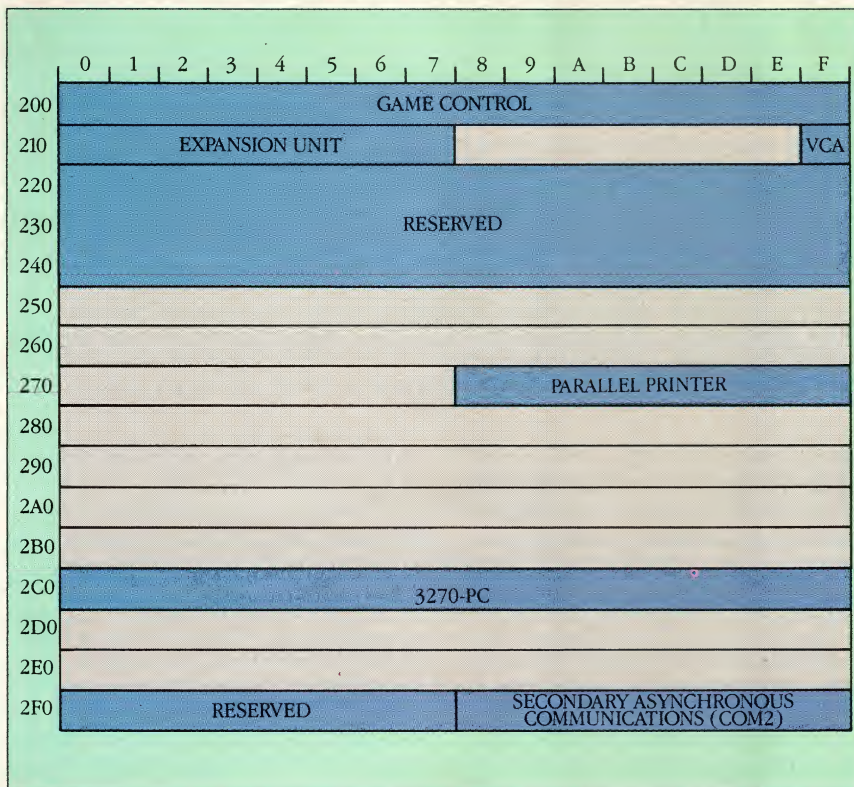 0 1 2 3 4 5 6 7 8 9 A B C D E F
200 GAME CONTROL
210 EXPANSION UNIT VCA
220
230 RESERVED
240
250
260
270 PARALLEL PRINTER
280
290
2A0
2B0
2C0 3270-PC
2D0
2E0
2F0 RESERVED SECONDARY ASYNCHRONOUS
COMMUNICATIONS (COM2)